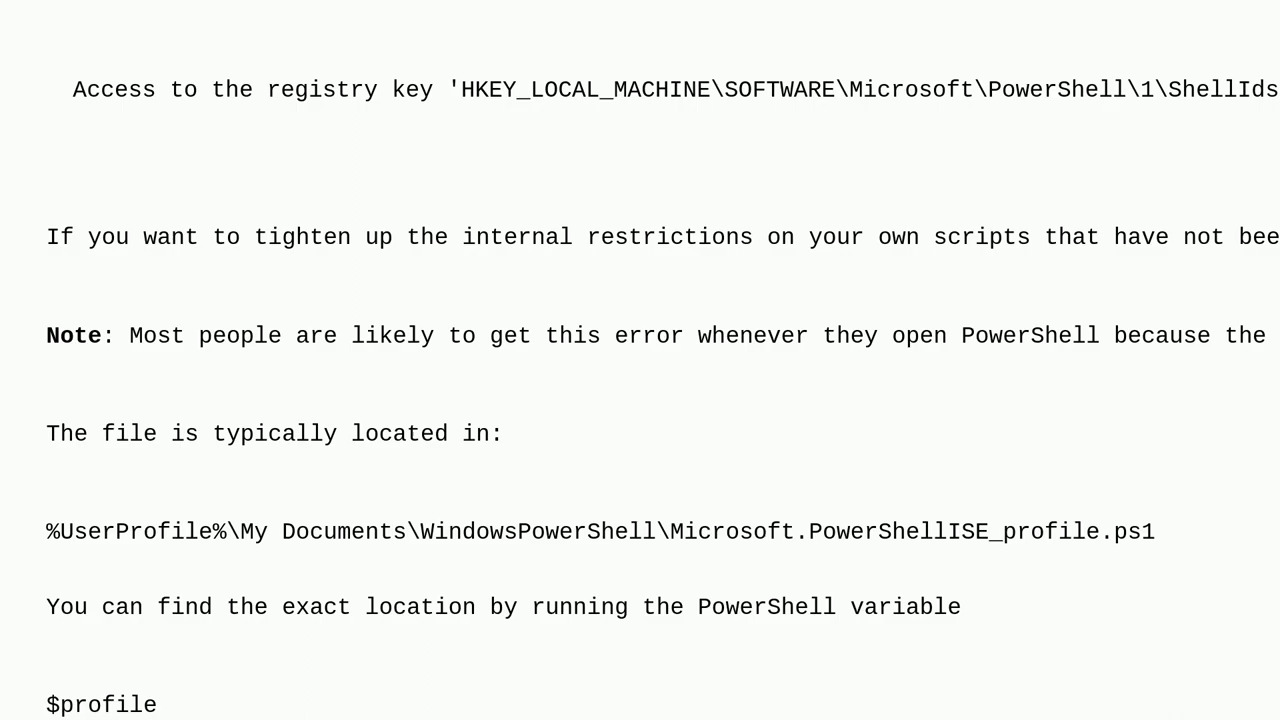 Access to the registry key 'HKEY_LOCAL_MACHINE\SOFTWARE\Microsoft\PowerShell\1\ShellIds
If you want to tighten up the internal restrictions on your own scripts that have not bee
Note: Most people are likely to get this error whenever they open PowerShell because the
The file is typically located in:
%UserProfile%\My Documents\WindowsPowerShell\Microsoft.PowerShellISE_profile.ps1
You can find the exact location by running the PowerShell variable
$profile